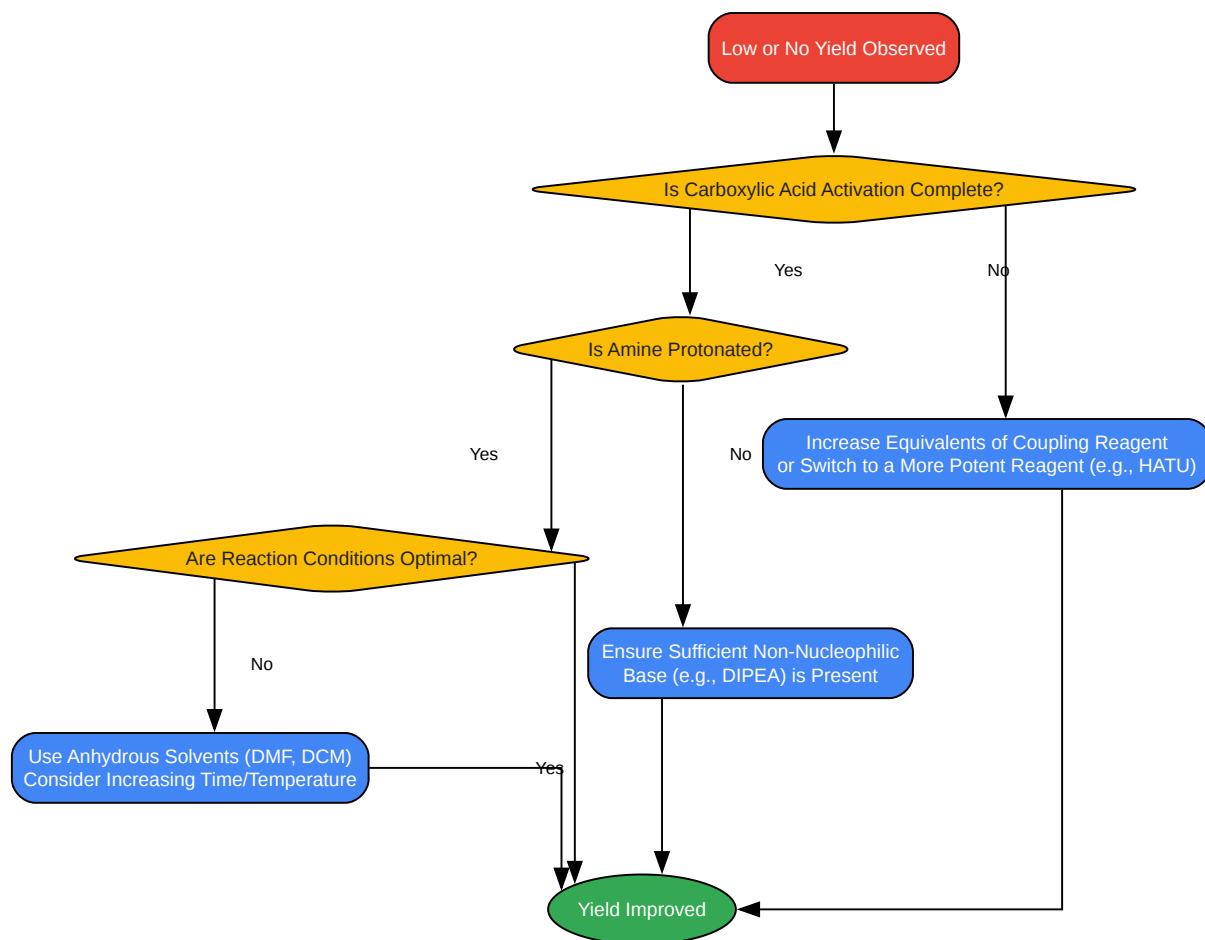 Low or No Yield Observed
Is Carboxylic Acid Activation Complete?
Yes
No
Is Amine Protonated?
Increase Equivalents of Coupling Reagent
or Switch to a More Potent Reagent (e.g., HATU)
Yes
No
Are Reaction Conditions Optimal?
Ensure Sufficient Non-Nucleophilic
Base (e.g., DIPEA) is Present
No
Use Anhydrous Solvents (DMF, DCM)
Consider Increasing Time/Temperature
Yes
Yield Improved